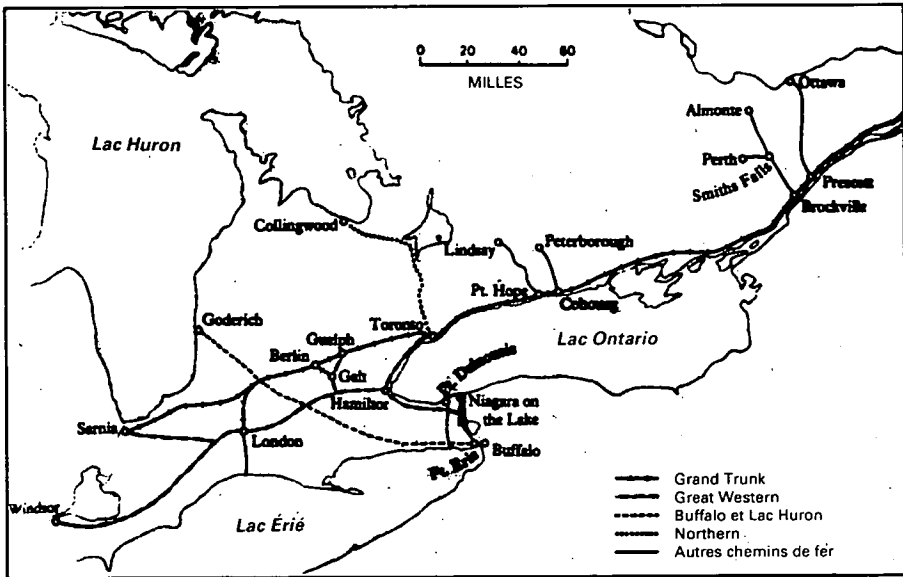 0 20 40 60
MILLES
Ottawa
Almonte
Lac Huron
Perth
Smiths Falls
Prescott
Brockville
Collingwood
Lindsay
Peterborough
Pt. Hope
Cobourg
Goderich
Toronto
Guelph
Lac Ontario
Berlin
Galt
Pt. Dalhousie
Hamilton
Niagara on
the Lake
Sarnia
London
Buffalo
Pt. Erie
Windsor
Lac Érié
Grand Trunk
Great Western
Buffalo et Lac Huron
Northern
Autres chemins de fer